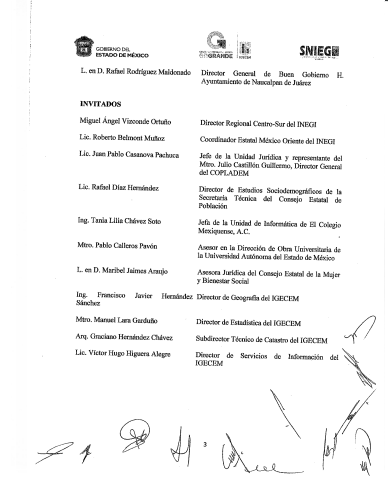 GOBIERNO DEL
ESTADO DE MÉXICO
GRANDE
IGECEM
SNIEG
L. en D. Rafael Rodríguez Maldonado Director General de Buen Gobierno H.
Ayuntamiento de Naucalpan de Juárez
INVITADOS
Miguel Ángel Vizconde Ortuño Director Regional Centro-Sur del INEGI
Lic. Roberto Belmont Muñoz Coordinador Estatal México Oriente del INEGI
Lic. Juan Pablo Casanova Pachuca Jefe de la Unidad Jurídica y representante del
Mtro. Julio Castillón Guillermo, Director General
del COPLADEM
Lic. Rafael Díaz Hernández Director de Estudios Sociodemográficos de la
Secretaría Técnica del Consejo Estatal de
Población
Ing. Tania Lilia Chávez Soto Jefa de la Unidad de Informática de El Colegio
Mexiquense, A.C.
Mtro. Pablo Calleros Pavón Asesor en la Dirección de Obra Universitaria de
la Universidad Autónoma del Estado de México
L. en D. Maribel Jaimes Araujo Asesora Jurídica del Consejo Estatal de la Mujer
y Bienestar Social
Ing. Francisco Javier Hernández Director de Geografía del IGECEM
Sánchez
Mtro. Manuel Lara Garduño Director de Estadística del IGECEM
Arq. Graciano Hernández Chávez Subdirector Técnico de Catastro del IGECEM
Lic. Víctor Hugo Higuera Alegre Director de Servicios de Información del
IGECEM
3